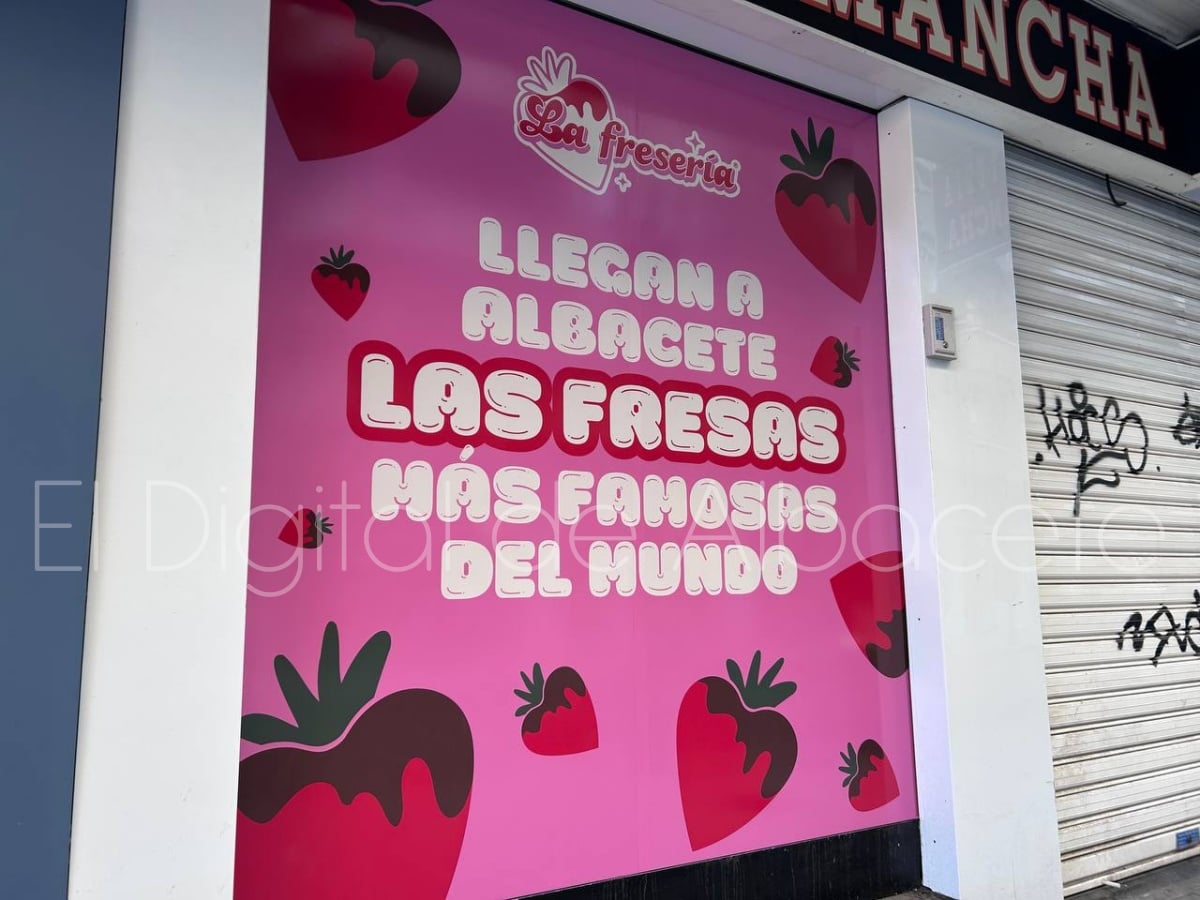 MANCHA
La fresería
LLEGAN A
ALBACETE
LAS FRESAS
MÁS FAMOSAS
DEL MUNDO
El Digital de Albacete